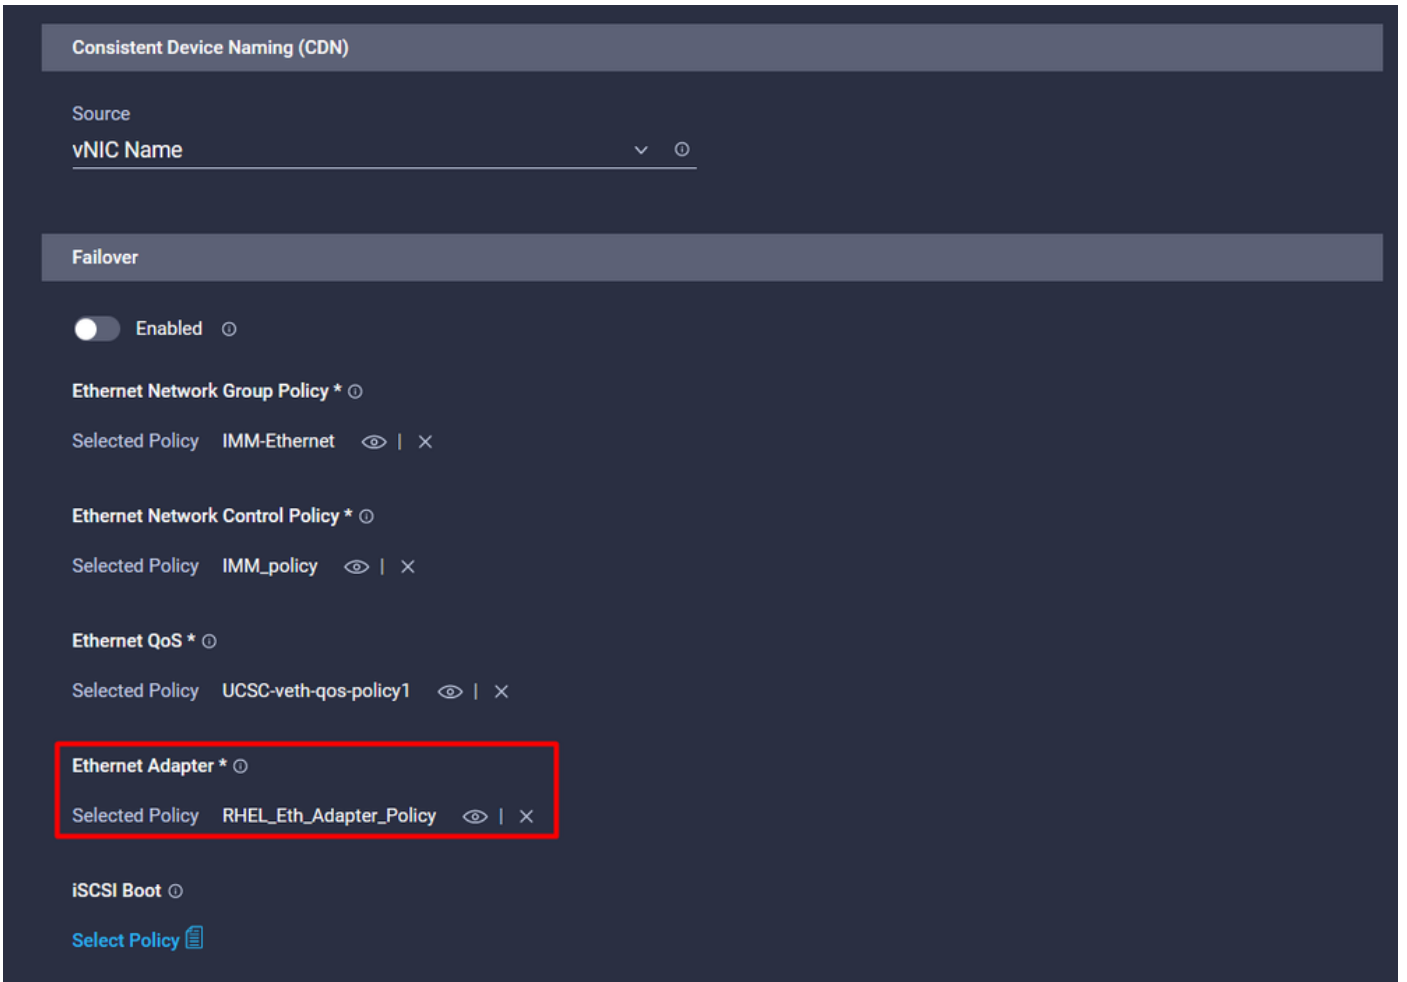 Consistent Device Naming (CDN)
Source
vNIC Name
Failover
Enabled
Ethernet Network Group Policy *
Selected Policy IMM-Ethernet |
Ethernet Network Control Policy *
Selected Policy IMM_policy |
Ethernet QoS *
Selected Policy UCSC-veth-qos-policy1 |
Ethernet Adapter *
Selected Policy RHEL_Eth_Adapter_Policy |
iSCSI Boot
Select Policy